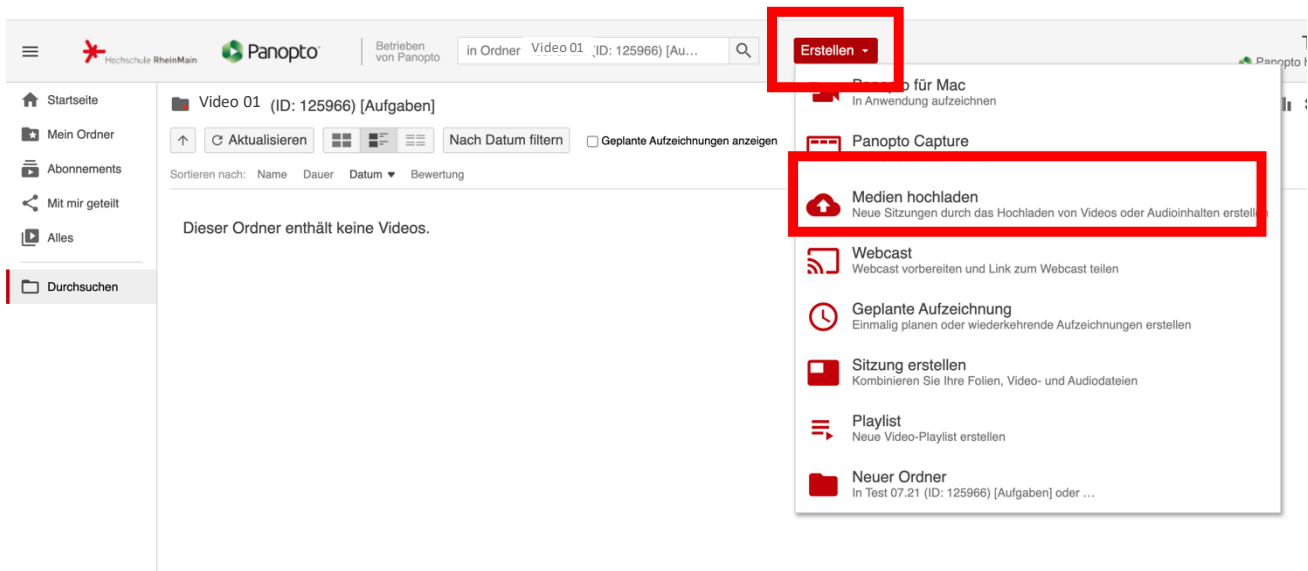 Hochschule RheinMain
Panopto
Betrieben
von Panopto
in Ordner Video 01 (ID: 125966) [Au...
Erstellen
Panopto
Startseite
Mein Ordner
Abonnements
Mit mir geteilt
Alles
Durchsuchen
Video 01 (ID: 125966) [Aufgaben]
Aktualisieren
Nach Datum filtern
Geplante Aufzeichnungen anzeigen
Sortieren nach: Name Dauer Datum Bewertung
Dieser Ordner enthält keine Videos.
Panopto für Mac
In Anwendung aufzeichnen
Panopto Capture
Medien hochladen
Neue Sitzungen durch das Hochladen von Videos oder Audioinhalten erstellen
Webcast
Webcast vorbereiten und Link zum Webcast teilen
Geplante Aufzeichnung
Einmalig planen oder wiederkehrende Aufzeichnungen erstellen
Sitzung erstellen
Kombinieren Sie Ihre Folien, Video- und Audiodateien
Playlist
Neue Video-Playlist erstellen
Neuer Ordner
In Test 07.21 (ID: 125966) [Aufgaben] oder ...